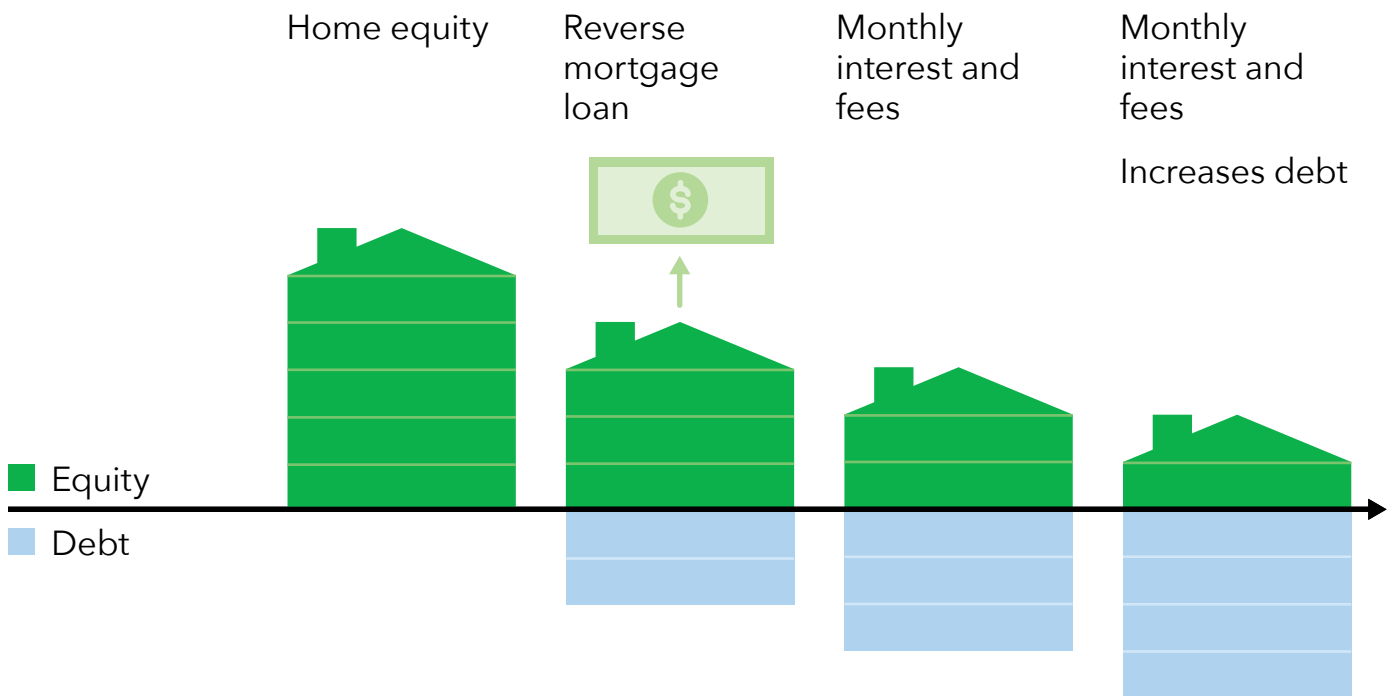 Home equity
Reverse
mortgage
loan
Monthly
interest and
fees
Monthly
interest and
fees
Increases debt
$
Equity
Debt